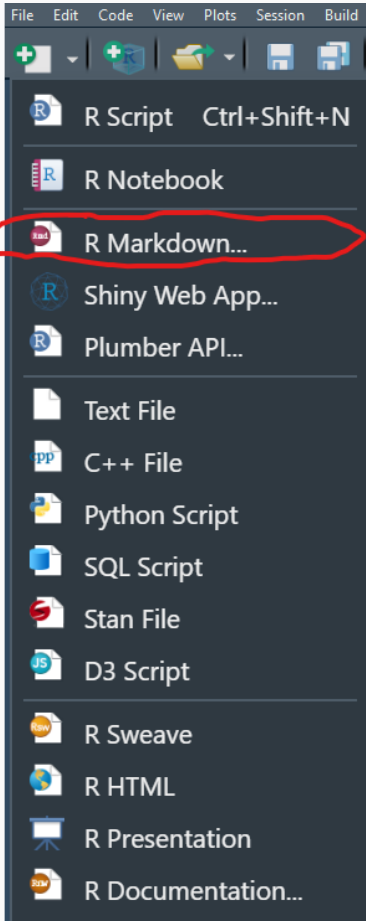 File Edit Code View Plots Session Build
R Script Ctrl+Shift+N
R Notebook
R Markdown...
Shiny Web App...
Plumber API...
Text File
C++ File
Python Script
SQL Script
Stan File
D3 Script
R Sweave
R HTML
R Presentation
R Documentation...